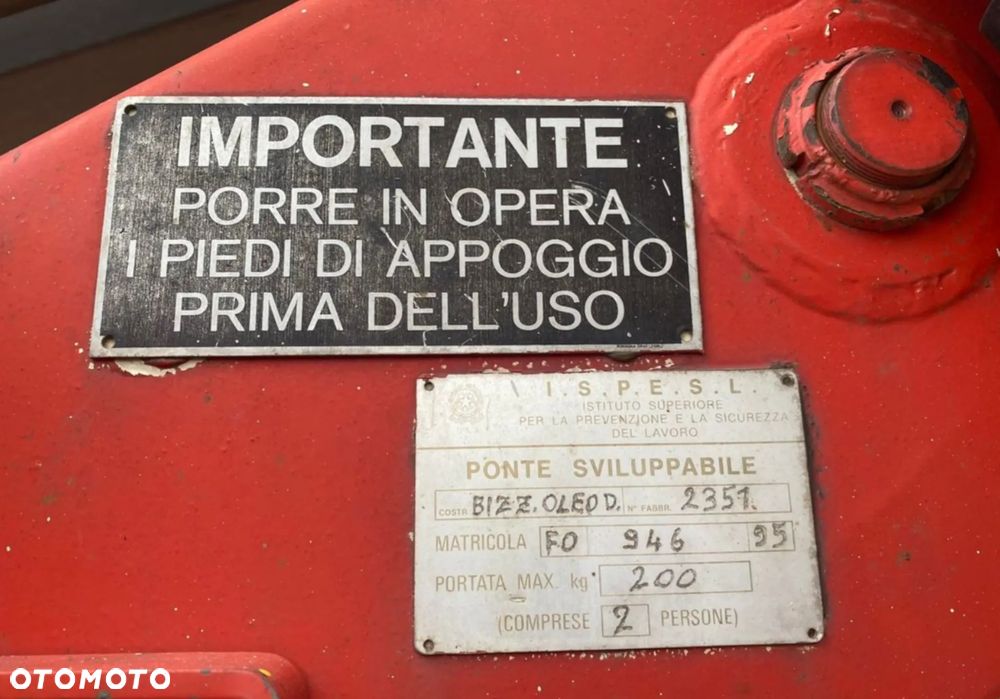 IMPORTANTE
PORRE IN OPERA
I PIEDI DI APPOGGIO
PRIMA DELL'USO
I.S.P.E.S.L.
ISTITUTO SUPERIORE
PER LA PREVENZIONE E LA SICUREZZA
DEL LAVORO
PONTE SVILUPPABILE
COSTR. BIZZ.OLEOD. N° FABBR. 2351
MATRICOLA FO 946 95
PORTATA MAX. kg 200
(COMPRESE 2 PERSONE)
OTOMOTO